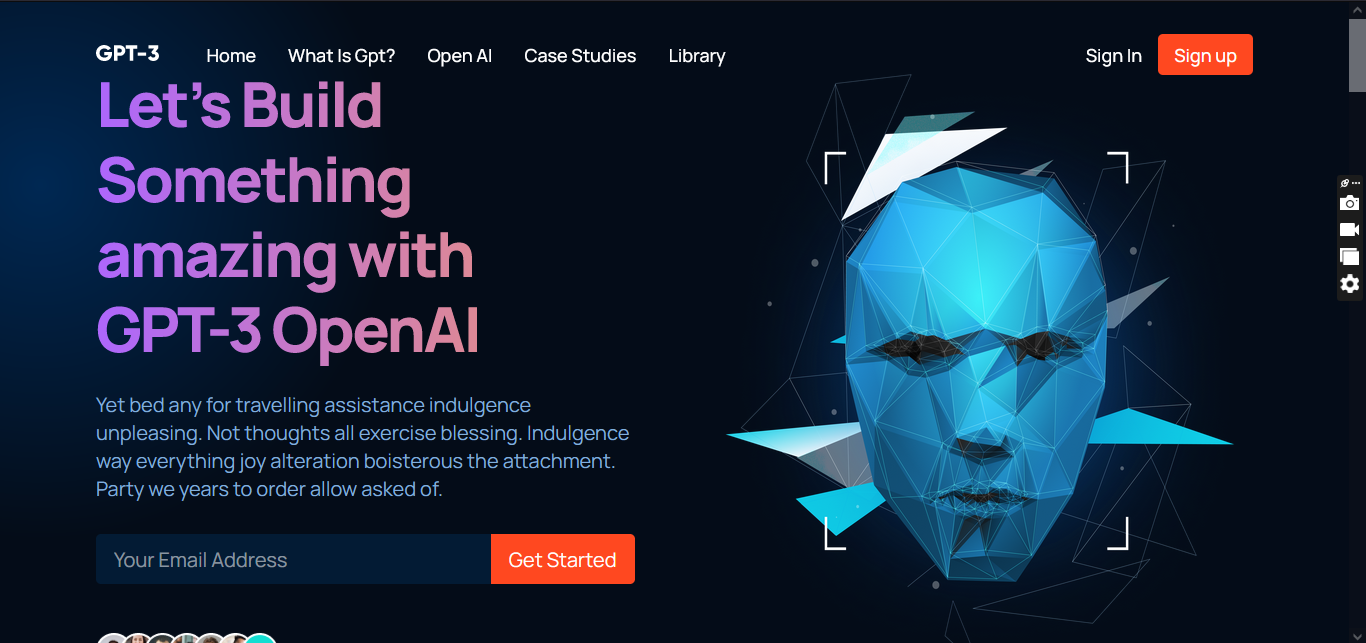 GPT-3 Home What Is Gpt? Open AI Case Studies Library Sign In Sign up
Let's Build
Something
amazing with
GPT-3 OpenAI
Yet bed any for travelling assistance indulgence
unpleasing. Not thoughts all exercise blessing. Indulgence
way everything joy alteration boisterous the attachment.
Party we years to order allow asked of.
Your Email Address Get Started